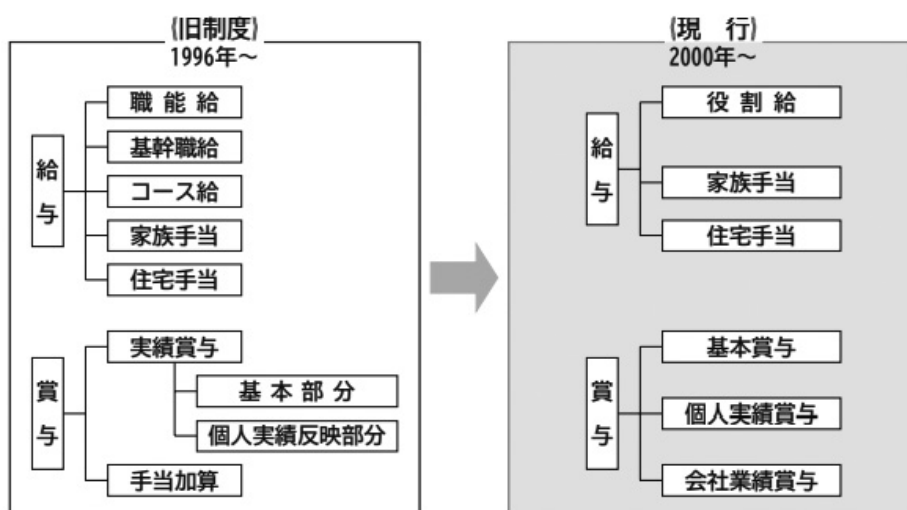 (旧制度)
1996年～
給与
職能給
基幹職給
コース給
家族手当
住宅手当
賞与
実績賞与
基本部分
個人実績反映部分
手当加算
(現 行)
2000年～
給与
役割給
家族手当
住宅手当
賞与
基本賞与
個人実績賞与
会社業績賞与